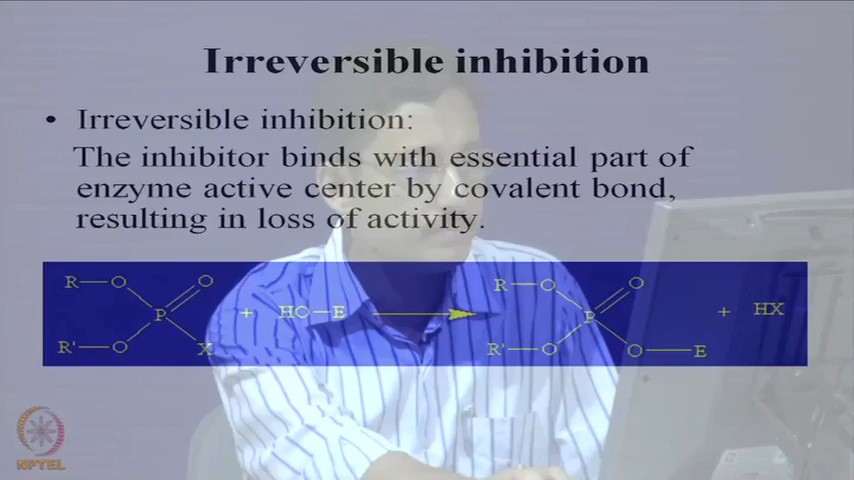 Irreversible inhibition
• Irreversible inhibition:
The inhibitor binds with essential part of
enzyme active center by covalent bond,
resulting in loss of activity.
R—O O R—O O
P + HO—E P + HX
R'—O X R'—O O—E
NPTEL